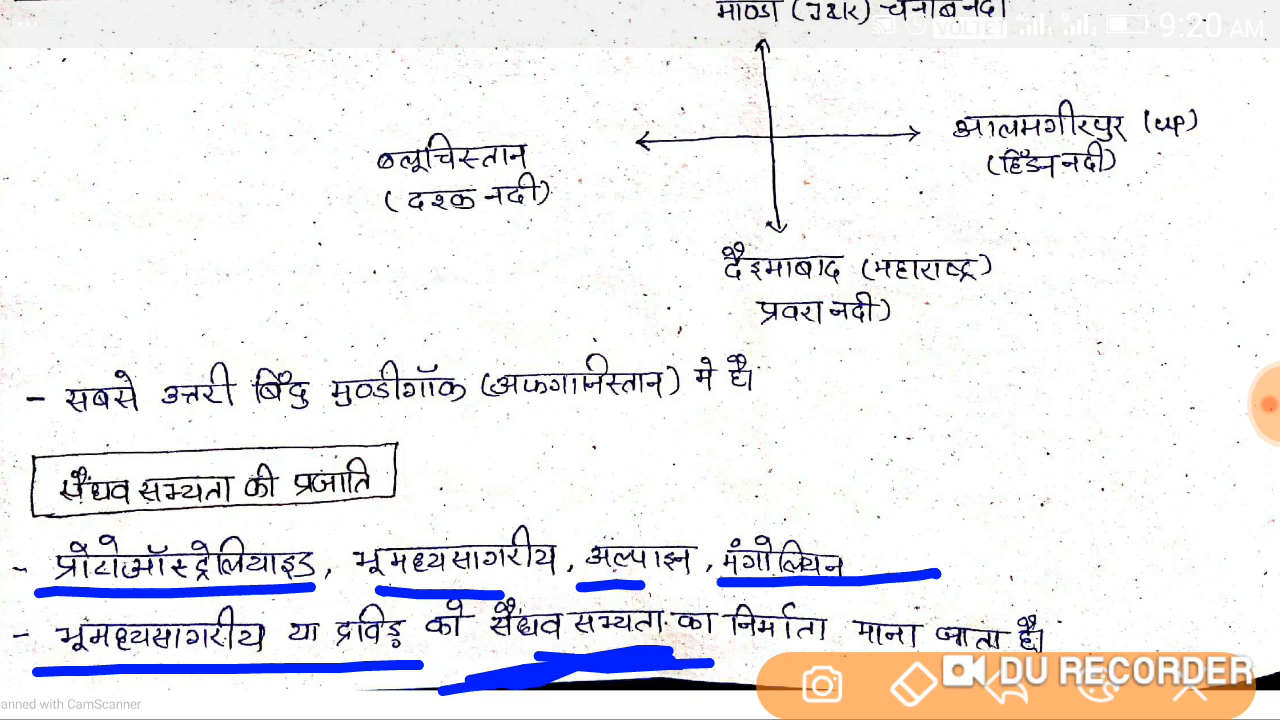 माण्डा (J&K) चेनाब नदी
VOLTE 9:20 AM
आलमगीरपुर (UP)
(हिंडन नदी)
बलूचिस्तान
(दश्क नदी)
दैइमाबाद (महाराष्ट्र)
प्रवरा नदी)
- सबसे उत्तरी बिंदु मुण्डीगॉक (अफगानिस्तान) मे है।
सैंधव सभ्यता की प्रजाति
- प्रोटोऑस्ट्रेलियाइड, भूमध्यसागरीय, अल्पाइन, मंगोलियन
- भूमध्यसागरीय या द्रविड़ को सैंधव सभ्यता का निर्माता माना जाता है।
DU RECORDER
anned with CamScanner